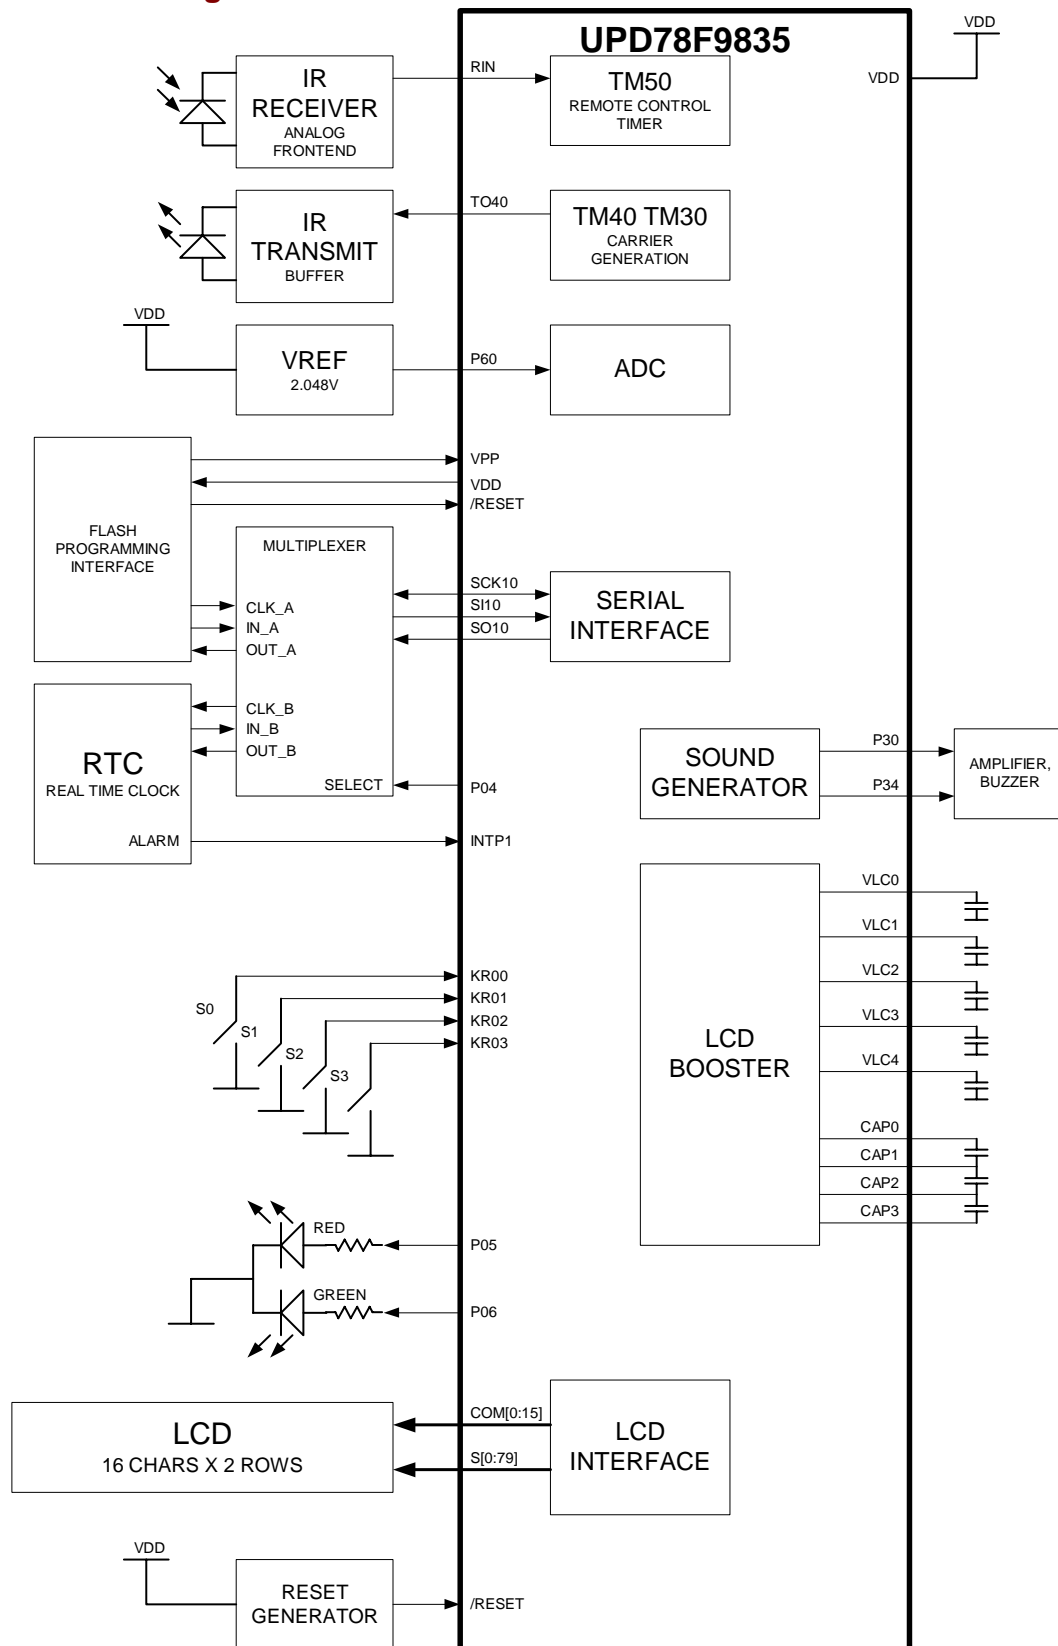 UPD78F9835
VDD
VDD
IR
RECEIVER
ANALOG
FRONTEND
RIN
TM50
REMOTE CONTROL
TIMER
IR
TRANSMIT
BUFFER
TO40
TM40 TM30
CARRIER
GENERATION
VDD
VREF
2.048V
P60
ADC
FLASH
PROGRAMMING
INTERFACE
VPP
VDD
/RESET
MULTIPLEXER
CLK_A
IN_A
OUT_A
CLK_B
IN_B
OUT_B
SELECT
SCK10
SI10
SO10
SERIAL
INTERFACE
RTC
REAL TIME CLOCK
ALARM
P04
INTP1
SOUND
GENERATOR
P30
P34
AMPLIFIER,
BUZZER
LCD
BOOSTER
VLC0
VLC1
VLC2
VLC3
VLC4
CAP0
CAP1
CAP2
CAP3
KR00
KR01
KR02
KR03
S0
S1
S2
S3
RED
P05
GREEN
P06
LCD
16 CHARS X 2 ROWS
COM[0:15]
S[0:79]
LCD
INTERFACE
VDD
RESET
GENERATOR
/RESET